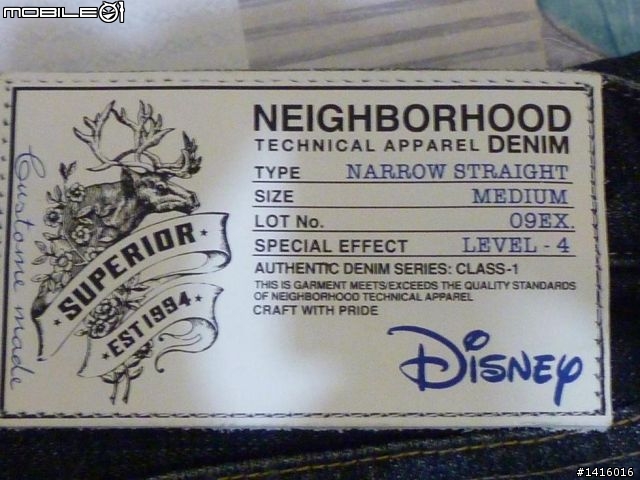 MOBILE01
NEIGHBORHOOD
TECHNICAL APPAREL DENIM
TYPE NARROW STRAIGHT
SIZE MEDIUM
LOT No. 09EX.
SPECIAL EFFECT LEVEL - 4
AUTHENTIC DENIM SERIES: CLASS-1
THIS IS GARMENT MEETS/EXCEEDS THE QUALITY STANDARDS
OF NEIGHBORHOOD TECHNICAL APPAREL
CRAFT WITH PRIDE
Disney
Custome made
SUPERIOR
EST 1994
#1416016